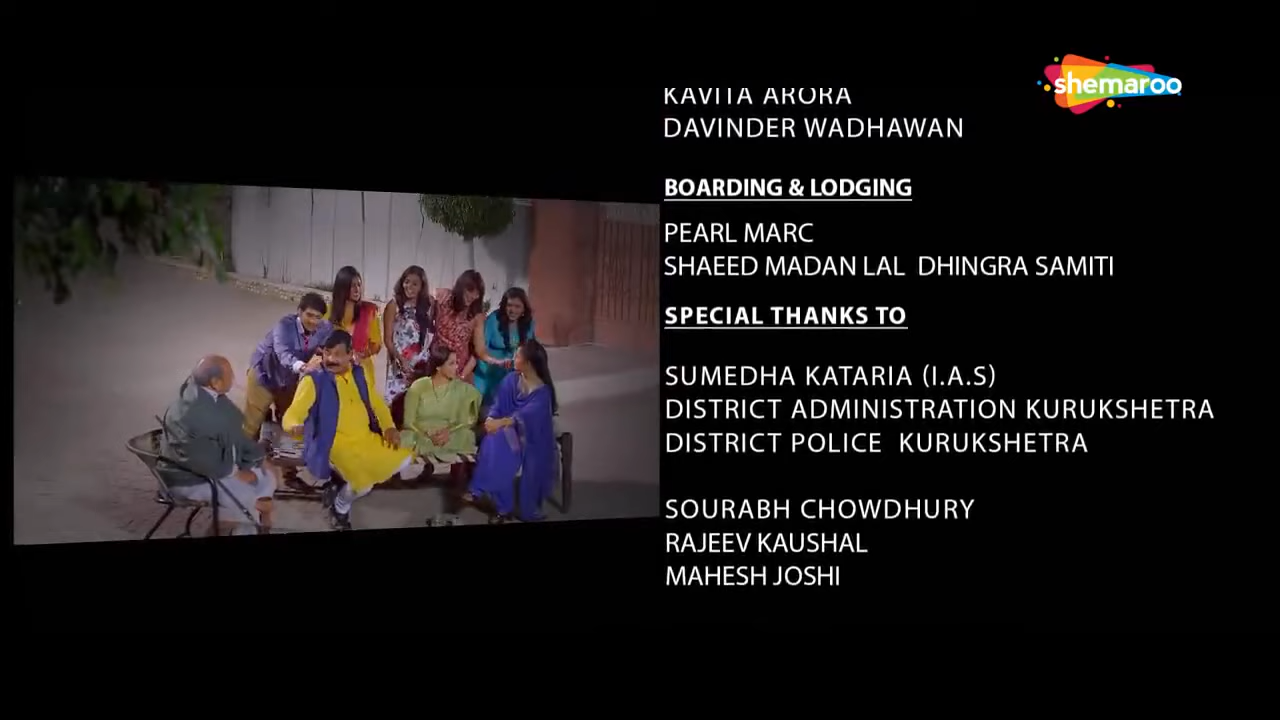 shemaroo
KAVITA ARORA
DAVINDER WADHAWAN
BOARDING & LODGING
PEARL MARC
SHAEED MADAN LAL DHINGRA SAMITI
SPECIAL THANKS TO
SUMEDHA KATARIA (I.A.S)
DISTRICT ADMINISTRATION KURUKSHETRA
DISTRICT POLICE KURUKSHETRA
SOURABH CHOWDHURY
RAJEEV KAUSHAL
MAHESH JOSHI